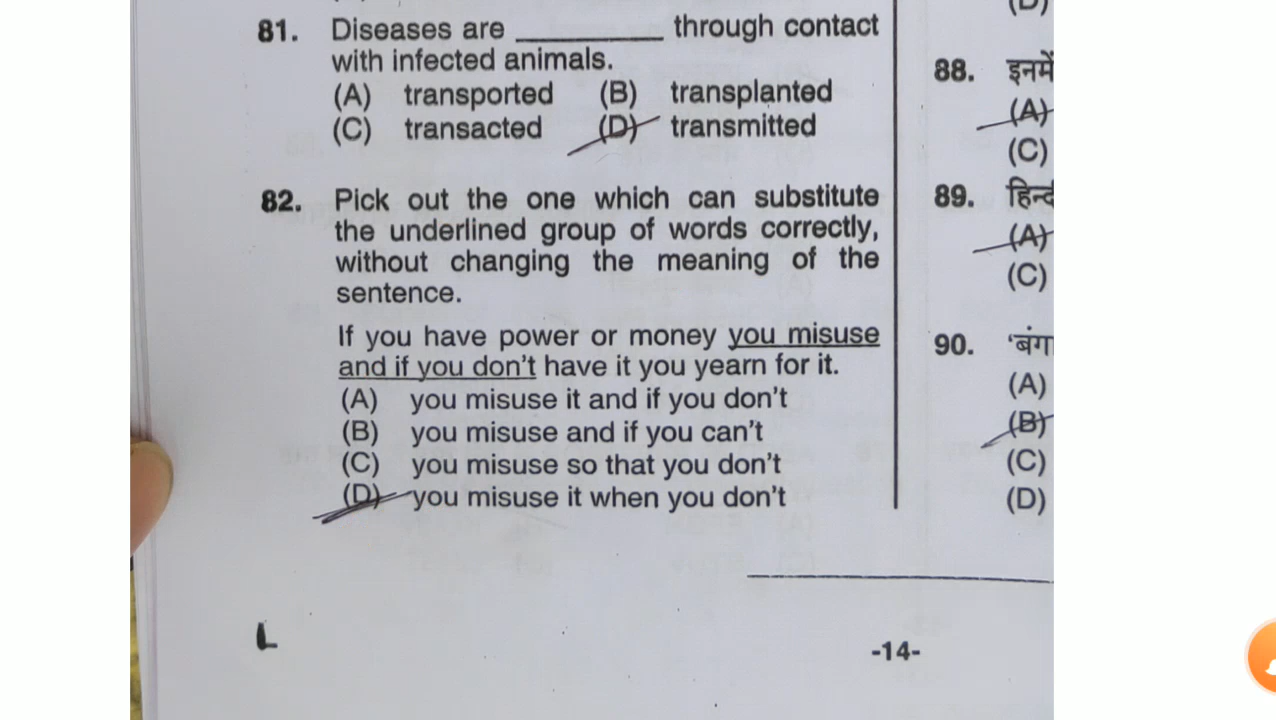 81. Diseases are __________ through contact
with infected animals.
(A) transported (B) transplanted
(C) transacted (D) transmitted
82. Pick out the one which can substitute
the underlined group of words correctly,
without changing the meaning of the
sentence.
If you have power or money you misuse
and if you don't have it you yearn for it.
(A) you misuse it and if you don't
(B) you misuse and if you can't
(C) you misuse so that you don't
(D) you misuse it when you don't
L
-14-
(D)
88. इनमें
(A)
(C)
89.
(A)
(C)
90.
(A)
(B)
(C)
(D)